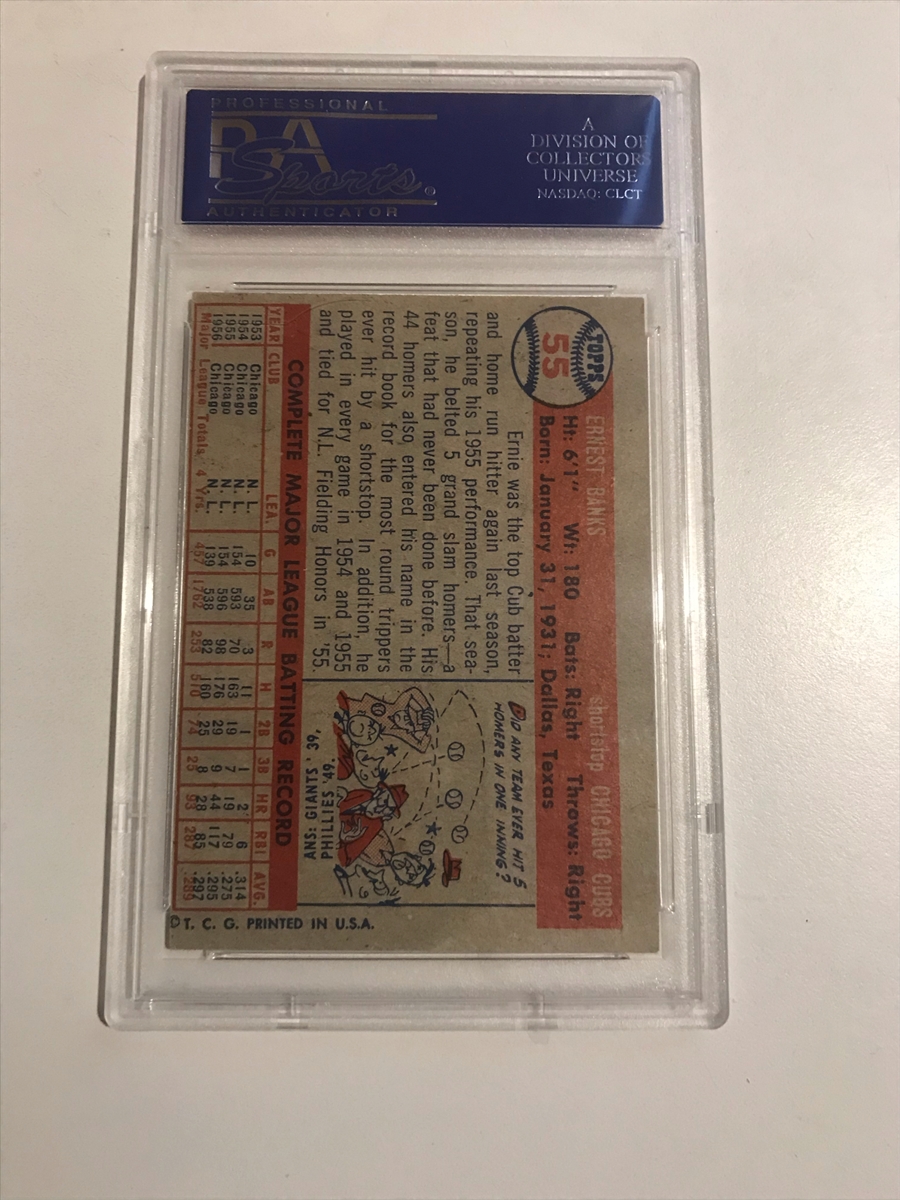 PROFESSIONAL
PSA
Sports®
AUTHENTICATOR
A
DIVISION OF
COLLECTORS
UNIVERSE
NASDAQ: CLCT
TOPPS
55
ERNEST BANKS shortstop CHICAGO CUBS
Ht: 6'1" Wt: 180 Bats: Right Throws: Right
Born: January 31, 1931; Dallas, Texas
Ernie was the top Cub batter
and home run hitter again last season,
repeating his 1955 performance. That sea-
son, he belted 5 grand slam homers—a
feat that had never been done before. His
44 homers also entered his name in the
record book for the most round trippers
ever hit by a shortstop. In addition, he
played in every game in 1954 and 1955
and tied for N.L. Fielding Honors in '55.
DID ANY TEAM EVER HIT 5
HOMERS IN ONE INNING?
ANS: GIANTS '39,
PHILLIES '49.
COMPLETE MAJOR LEAGUE BATTING RECORD
YEAR CLUB LEA. G AB R H 2B 3B HR RBI AVG.
1953 Chicago N. L. 10 35 3 11 1 1 2 6 .314
1954 Chicago N. L. 154 593 70 163 19 7 19 79 .275
1955 Chicago N. L. 154 596 98 176 29 9 44 117 .295
1956 Chicago N. L. 139 538 82 160 25 8 28 85 .297
Major League Totals 4 Yrs. 457 1762 253 510 74 25 93 287 .289
© T. C. G. PRINTED IN U.S.A.